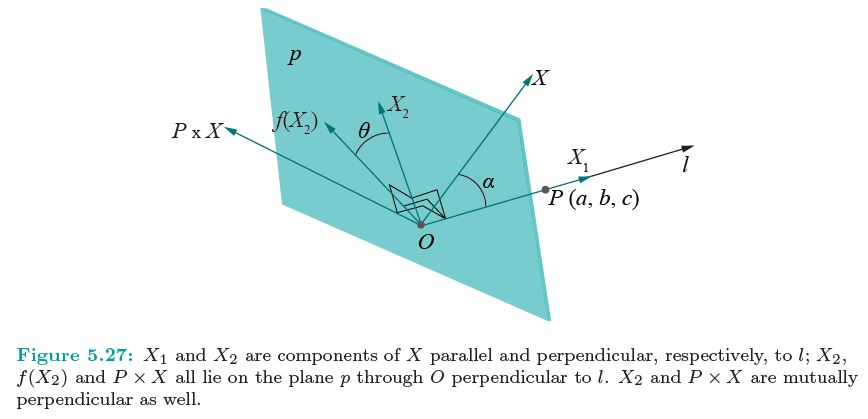 p
X
X₂
f(X₂)
θ
P x X
X₁
l
α
P (a, b, c)
O
Figure 5.27: X₁ and X₂ are components of X parallel and perpendicular, respectively, to l; X₂,
f(X₂) and P × X all lie on the plane p through O perpendicular to l. X₂ and P × X are mutually
perpendicular as well.